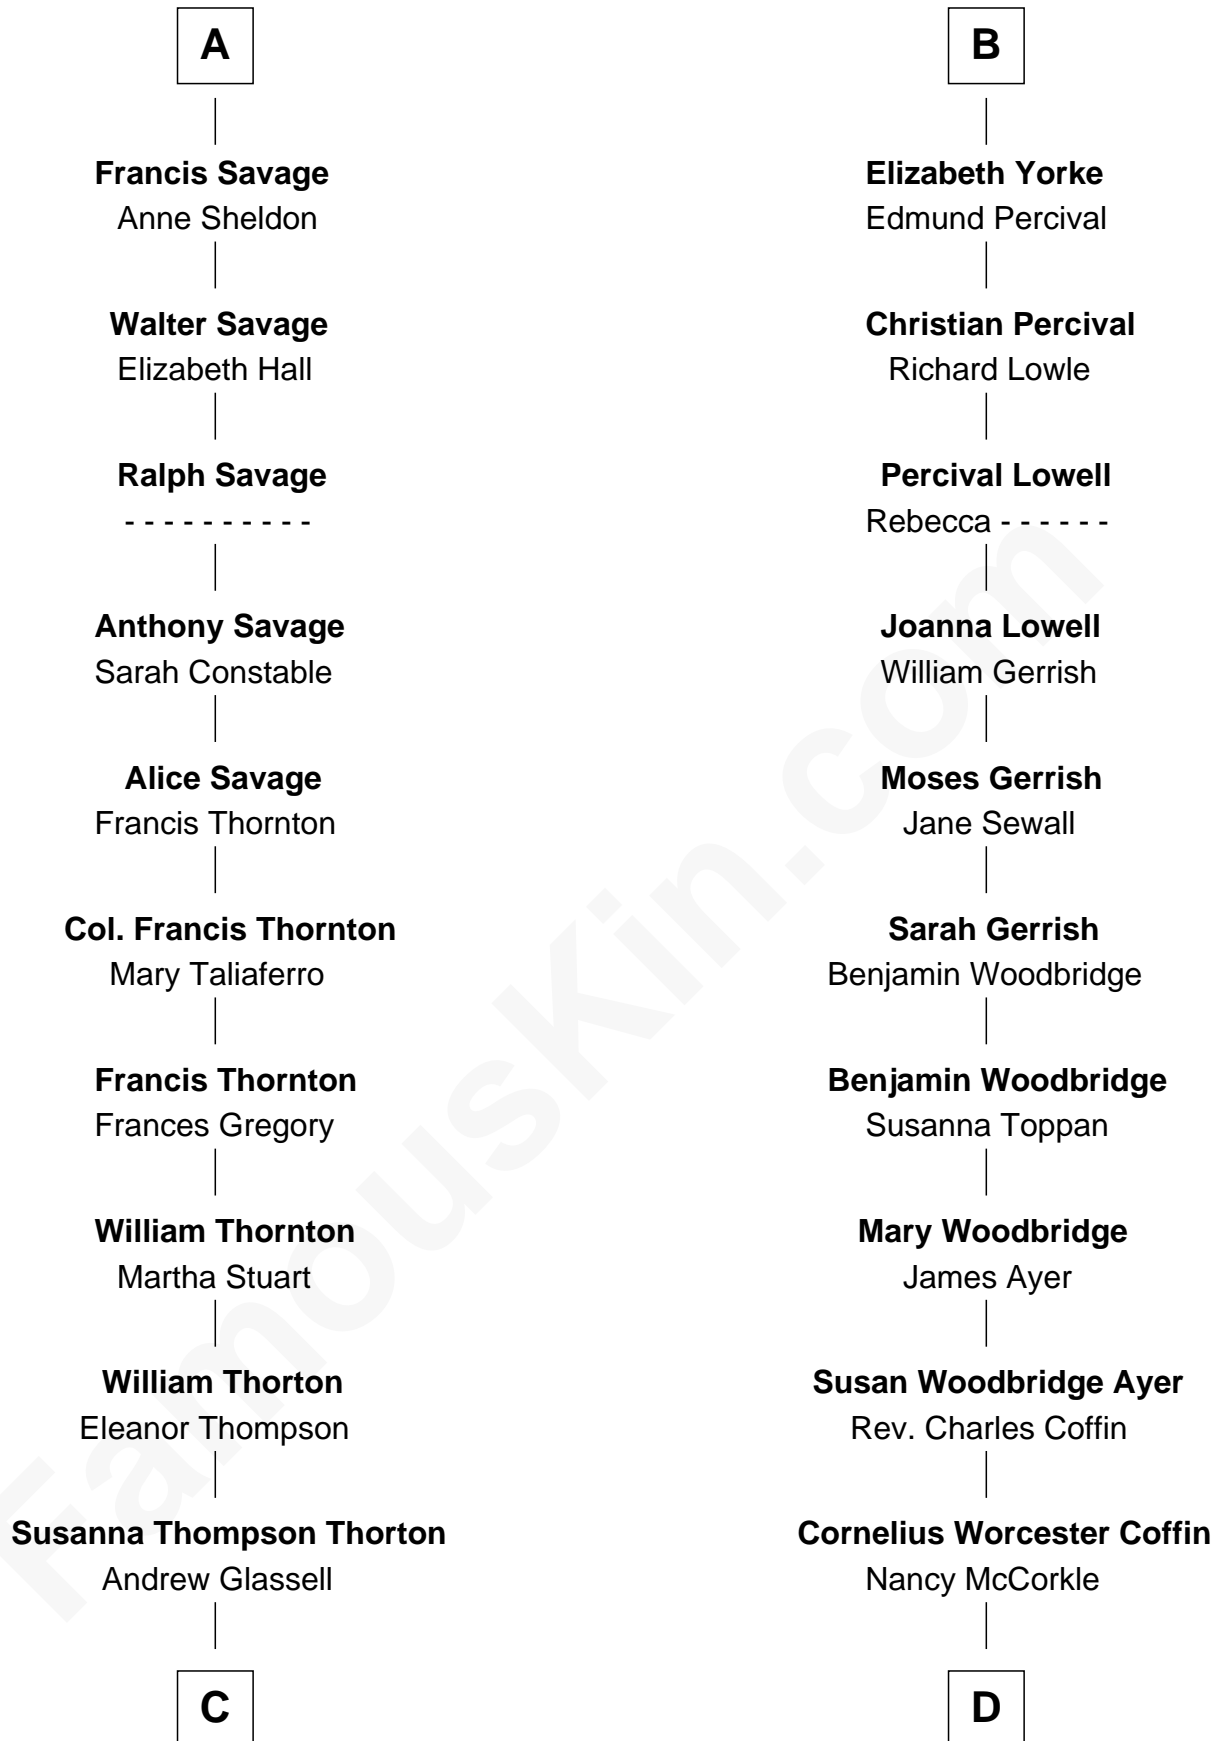 A
Francis Savage
Anne Sheldon
Walter Savage
Elizabeth Hall
Ralph Savage
- - - - - - - - - -
Anthony Savage
Sarah Constable
Alice Savage
Francis Thornton
Col. Francis Thornton
Mary Taliaferro
Francis Thornton
Frances Gregory
William Thornton
Martha Stuart
William Thorton
Eleanor Thompson
Susanna Thompson Thorton
Andrew Glassell
C
B
Elizabeth Yorke
Edmund Percival
Christian Percival
Richard Lowle
Percival Lowell
Rebecca - - - - - -
Joanna Lowell
William Gerrish
Moses Gerrish
Jane Sewall
Sarah Gerrish
Benjamin Woodbridge
Benjamin Woodbridge
Susanna Toppan
Mary Woodbridge
James Ayer
Susan Woodbridge Ayer
Rev. Charles Coffin
Cornelius Worcester Coffin
Nancy McCorkle
D
FamousKin.com